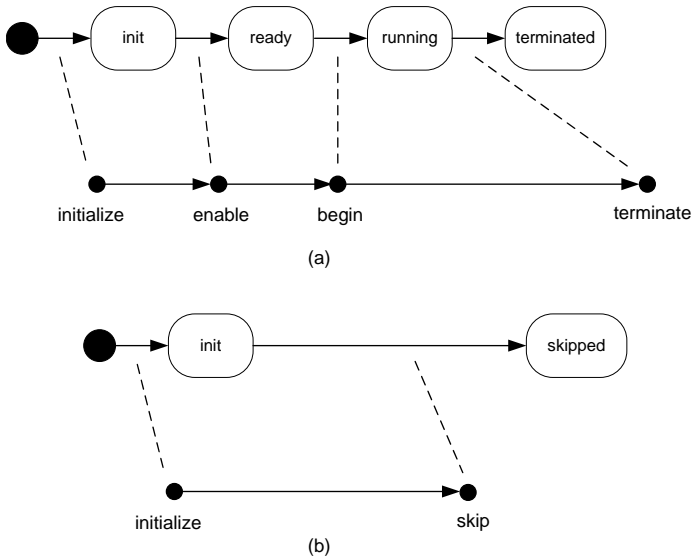 init ready running terminated
initialize enable begin terminate
(a)
init skipped
initialize skip
(b)